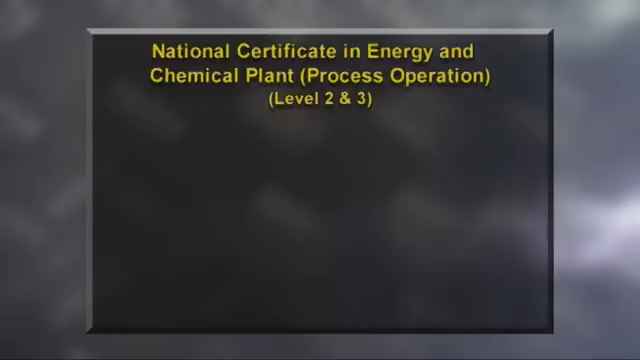 National Certificate in Energy and
Chemical Plant (Process Operation)
(Level 2 & 3)